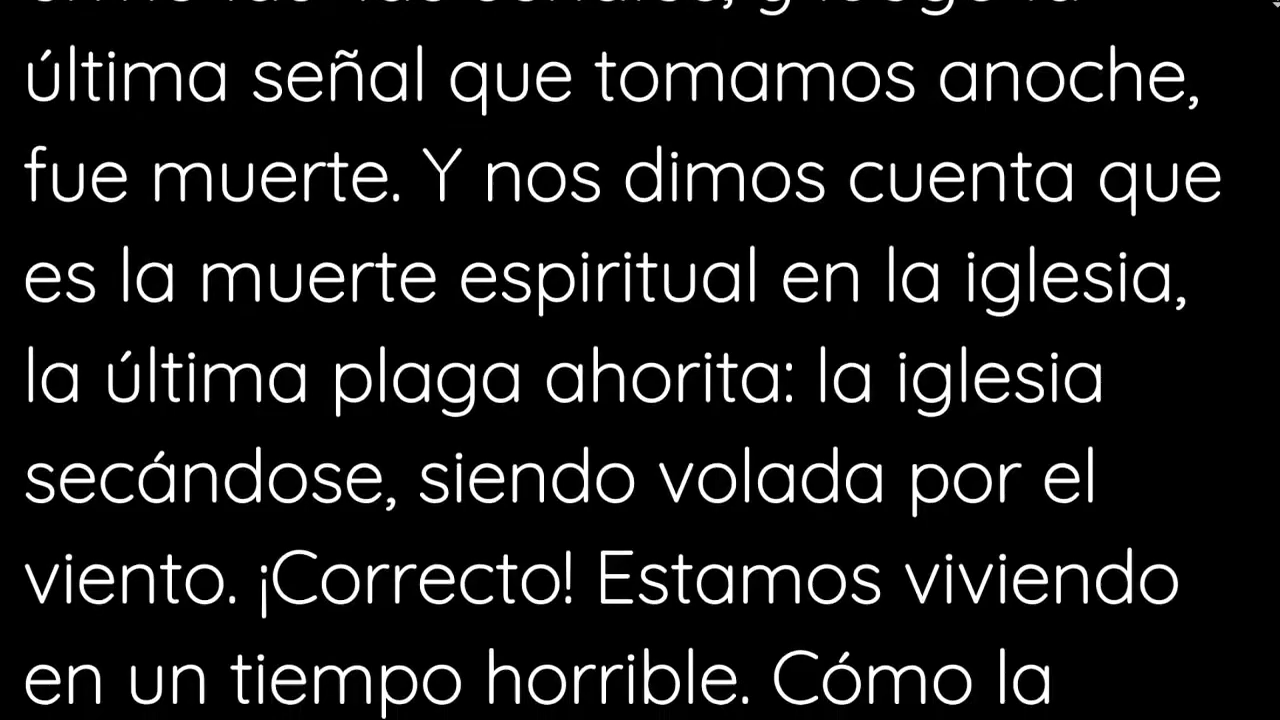 última señal que tomamos anoche,
fue muerte. Y nos dimos cuenta que
es la muerte espiritual en la iglesia,
la última plaga ahorita: la iglesia
secándose, siendo volada por el
viento. ¡Correcto! Estamos viviendo
en un tiempo horrible. Cómo la